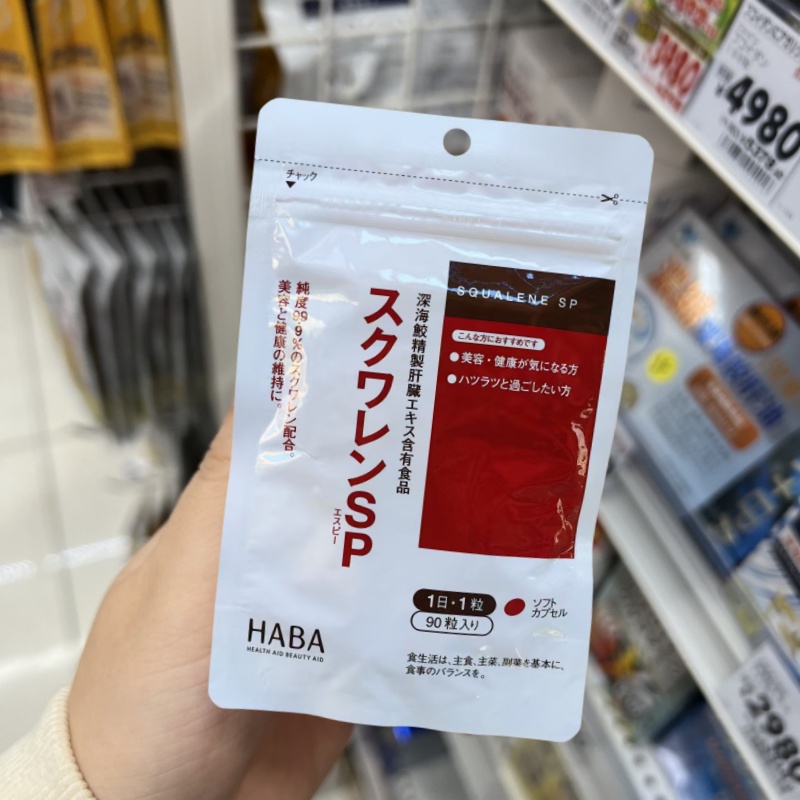 チャック
SQUALENE SP
こんな方におすすめです
●美容・健康が気になる方
●ハツラツと過ごしたい方
深海鮫精製肝臓エキス含有食品
スクワレンSP
エスピー
純度99.9%のスクワレン配合。
美容と健康の維持に。
1日・1粒
90粒入り
ソフト
カプセル
HABA
HEALTH AID BEAUTY AID
食生活は、主食、主菜、副菜を基本に、
食事のバランスを。
4980
2980